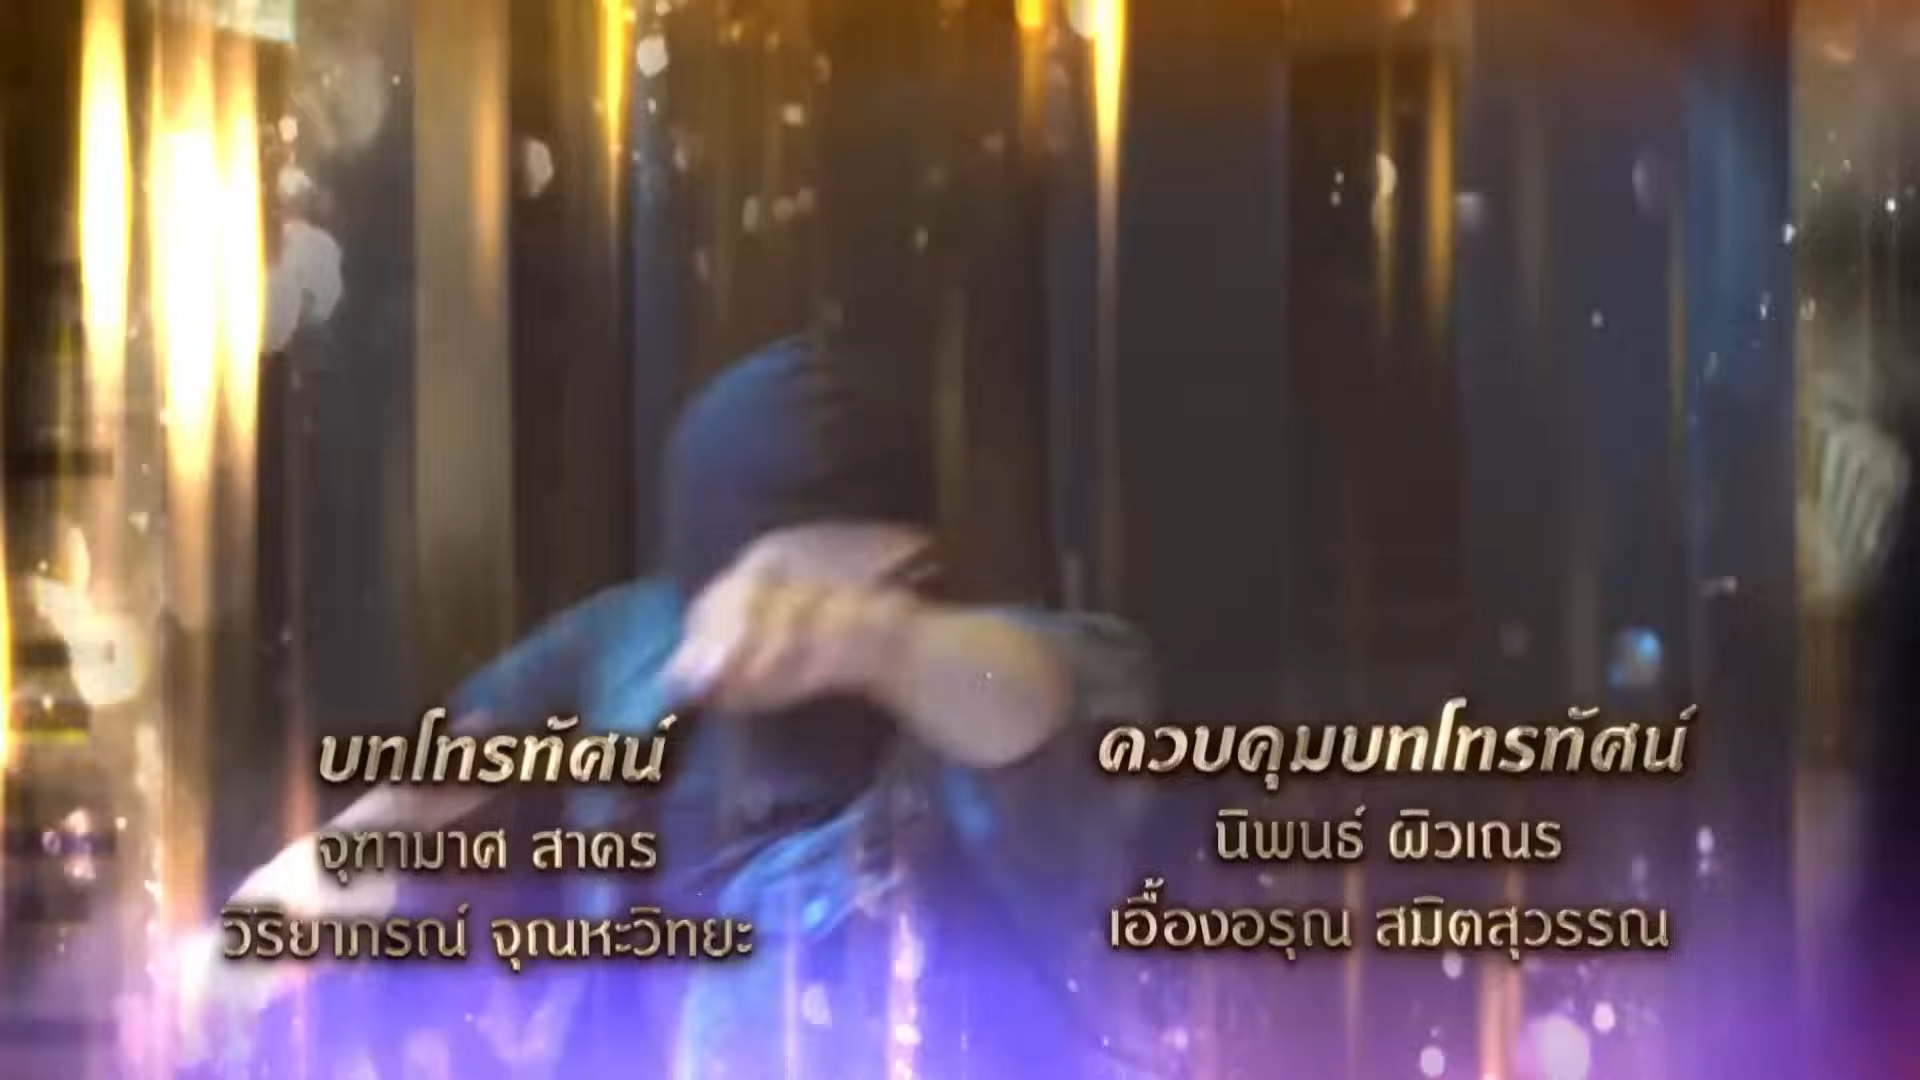 บทโทรทัศน์
จุฑามาศ สาคร
วิริยาภรณ์ จุณหะวิทยะ
ควบคุมบทโทรทัศน์
นิพนธ์ ผิวเณร
เอื้องอรุณ สมิตสุวรรณ